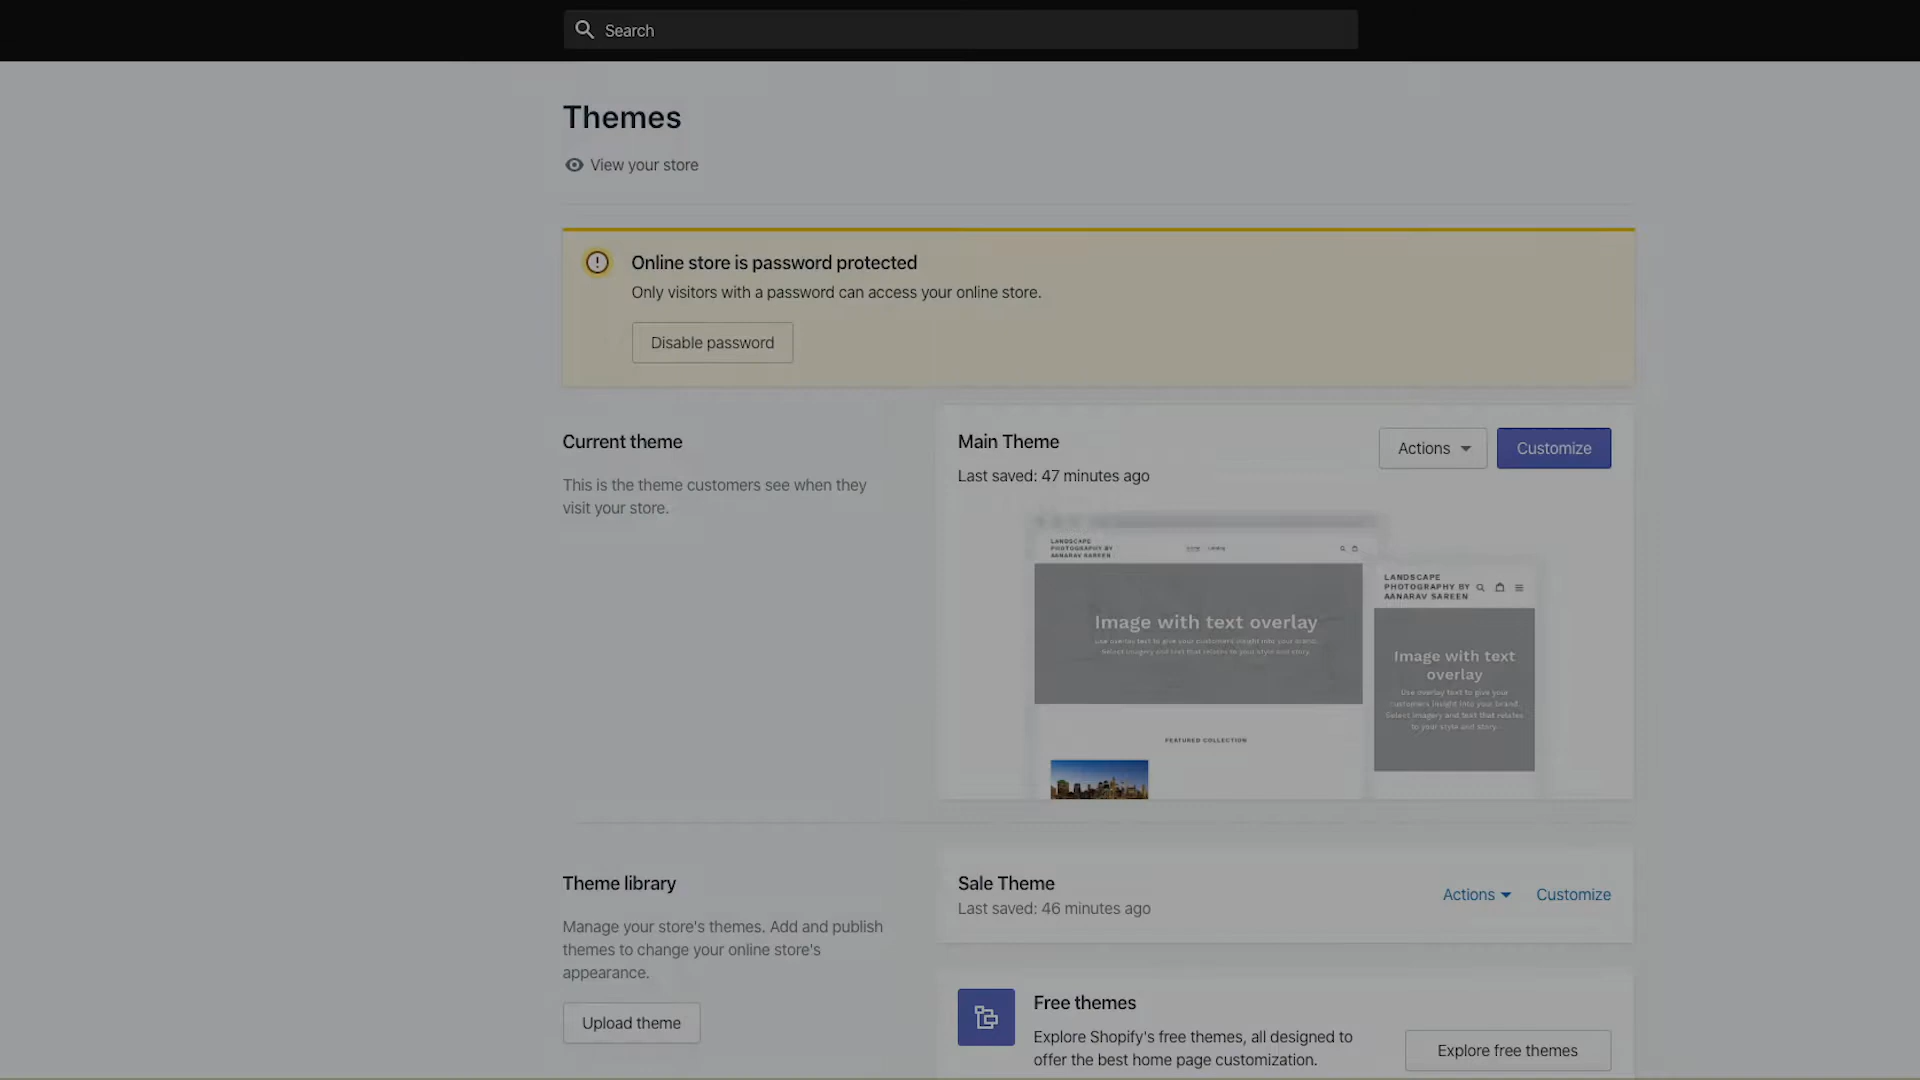 Search
Themes
View your store
Online store is password protected
Only visitors with a password can access your online store.
Disable password
Current theme
This is the theme customers see when they
visit your store.
Main Theme
Last saved: 47 minutes ago
Actions
Customize
LANDSCAPE
PHOTOGRAPHY BY
AANARAV SAREEN
Home Catalog
Image with text overlay
Use overlay text to give your customers insight into your brand.
Select imagery and text that relates to your style and story.
FEATURED COLLECTION
LANDSCAPE
PHOTOGRAPHY BY
AANARAV SAREEN
Image with text
overlay
Use overlay text to give your
customers insight into your brand.
Select imagery and text that relates
to your style and story.
Theme library
Manage your store's themes. Add and publish
themes to change your online store's
appearance.
Upload theme
Sale Theme
Last saved: 46 minutes ago
Actions
Customize
Free themes
Explore Shopify's free themes, all designed to
offer the best home page customization.
Explore free themes